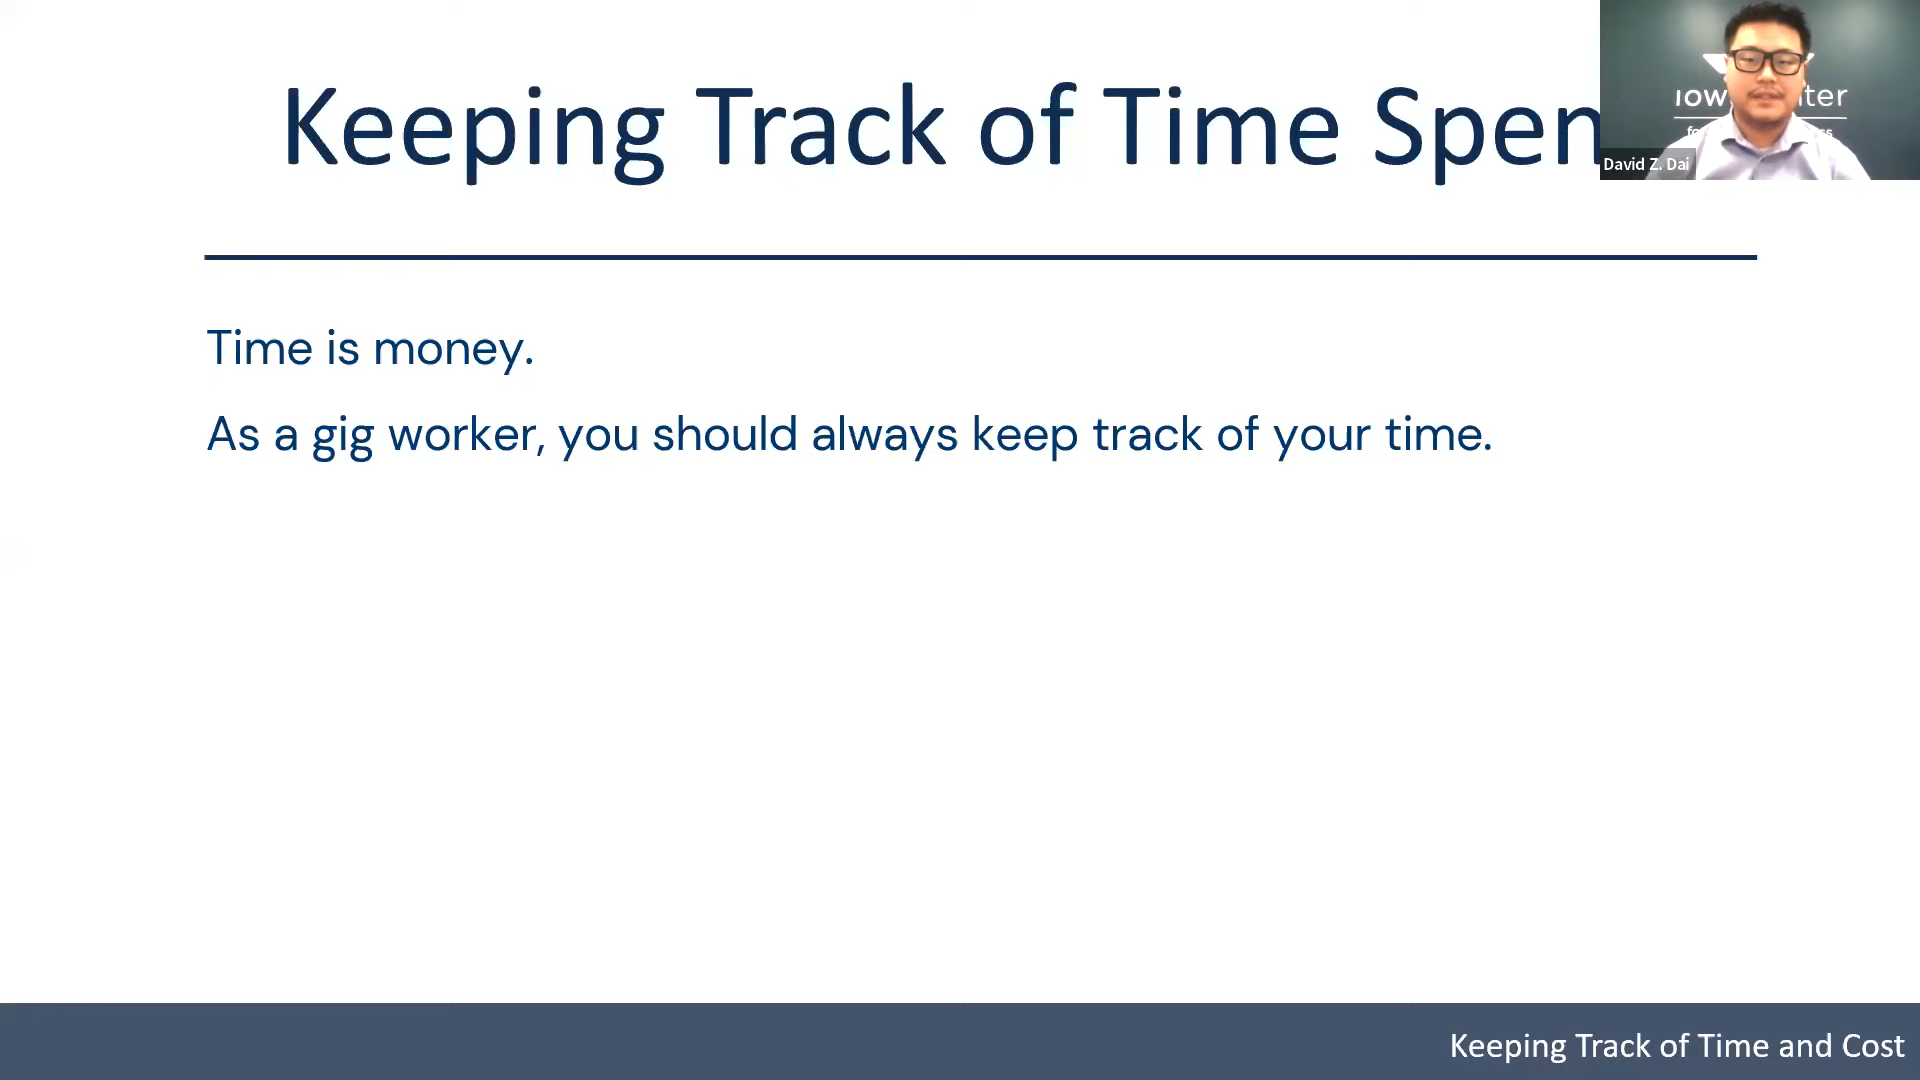 Keeping Track of Time Spen
David Z. Dai
Time is money.
As a gig worker, you should always keep track of your time.
Keeping Track of Time and Cost